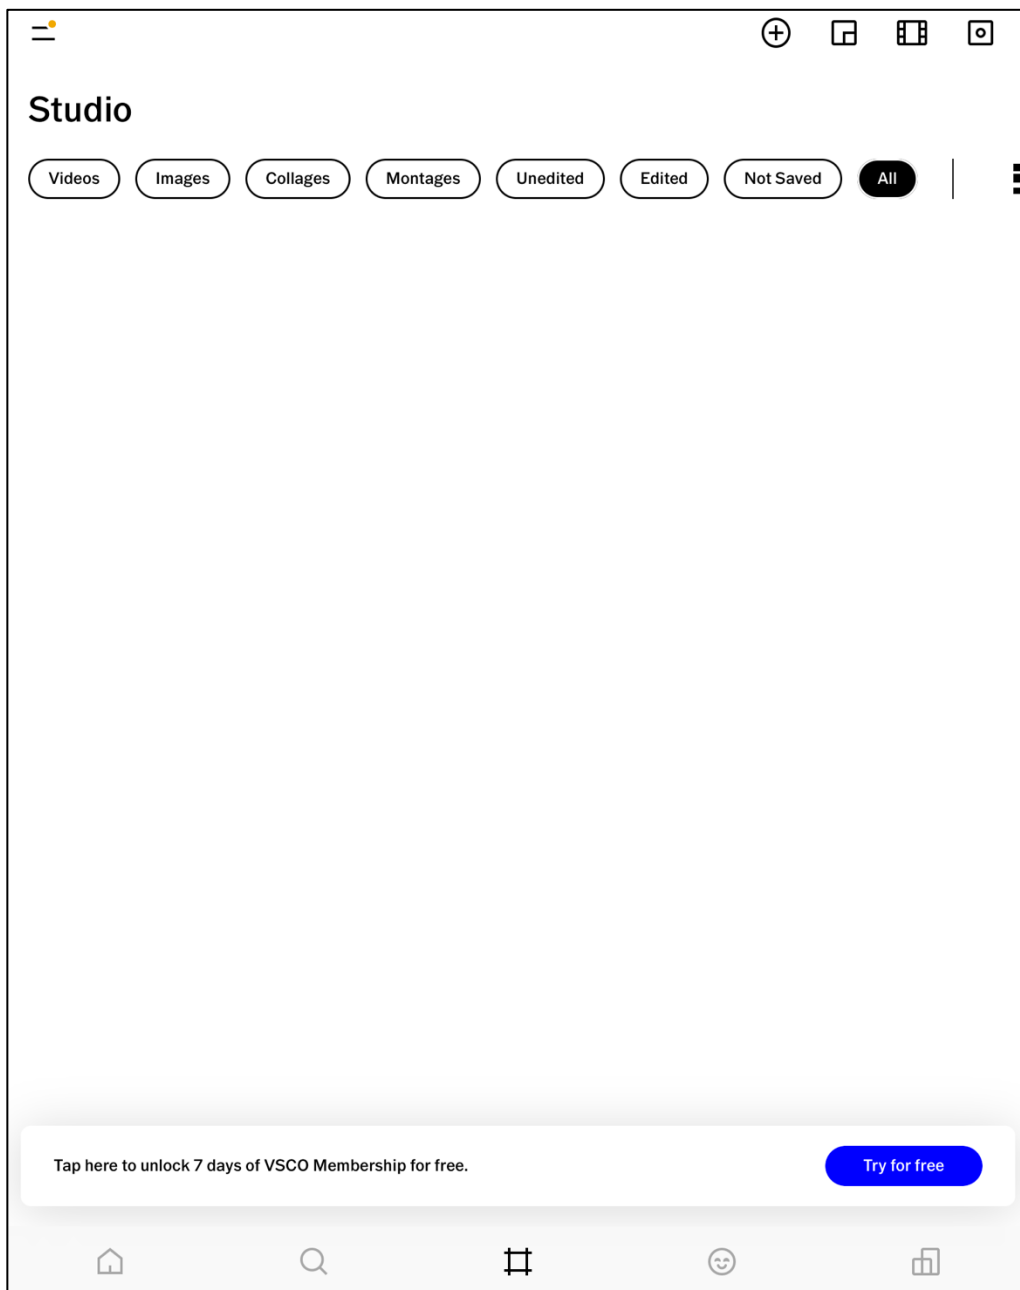 Studio
Videos Images Collages Montages Unedited Edited Not Saved All
Tap here to unlock 7 days of VSCO Membership for free. Try for free